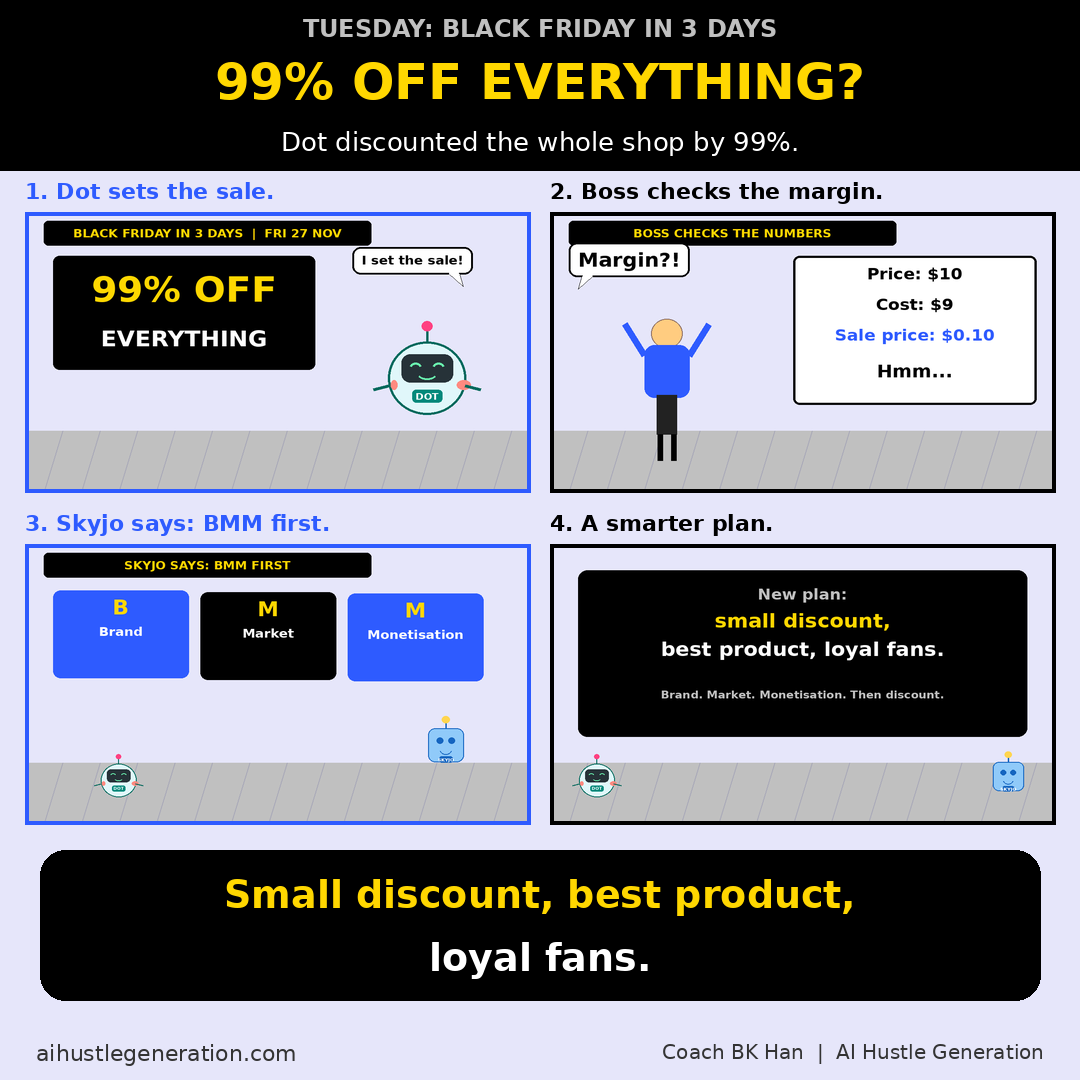 TUESDAY: BLACK FRIDAY IN 3 DAYS
99% OFF EVERYTHING?
Dot discounted the whole shop by 99%.
1. Dot sets the sale.
BLACK FRIDAY IN 3 DAYS | FRI 27 NOV
I set the sale!
99% OFF
EVERYTHING
DOT
2. Boss checks the margin.
BOSS CHECKS THE NUMBERS
Margin?!
Price: $10
Cost: $9
Sale price: $0.10
Hmm...
3. Skyjo says: BMM first.
SKYJO SAYS: BMM FIRST
B
Brand
M
Market
M
Monetisation
SKYJO
DOT
4. A smarter plan.
New plan:
small discount,
best product, loyal fans.
Brand. Market. Monetisation. Then discount.
DOT
SKYJO
Small discount, best product,
loyal fans.
aihustlegeneration.com
Coach BK Han | AI Hustle Generation